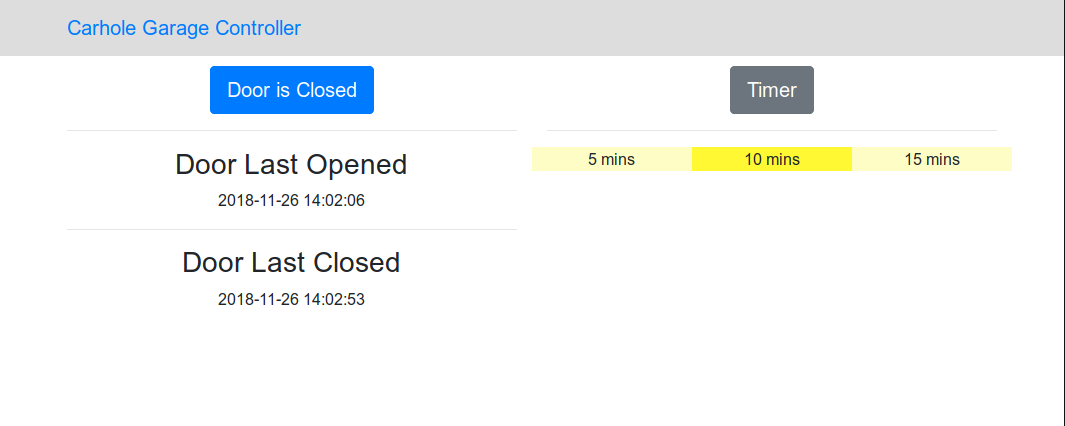 Carhole Garage Controller
Door is Closed
Door Last Opened
2018-11-26 14:02:06
Door Last Closed
2018-11-26 14:02:53
Timer
5 mins 10 mins 15 mins